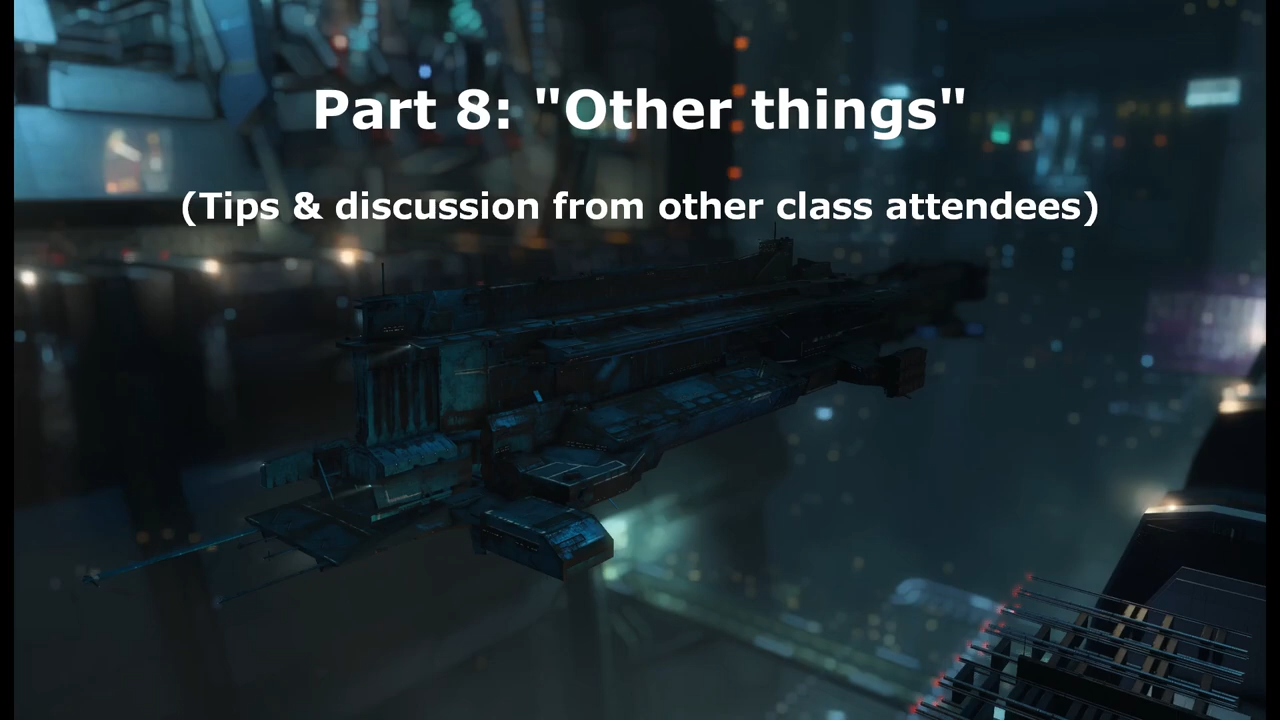 Part 8: "Other things"
(Tips & discussion from other class attendees)